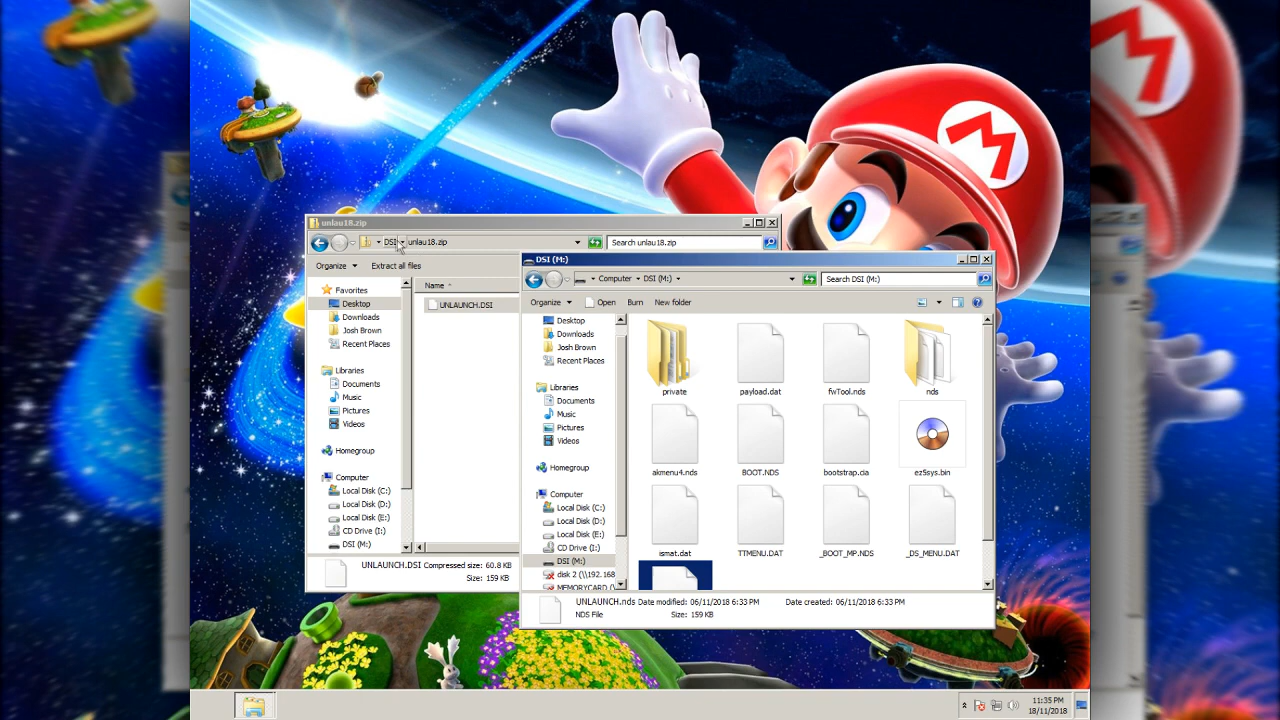 unlau18.zip
DSI
unlau18.zip
Search unlau18.zip
Organize
Extract all files
Favorites
Desktop
Downloads
Josh Brown
Recent Places
Libraries
Documents
Music
Pictures
Videos
Homegroup
Computer
Local Disk (C:)
Local Disk (D:)
Local Disk (E:)
CD Drive (I:)
DSI (M:)
Name
UNLAUNCH.DSI
UNLAUNCH.DSI Compressed size: 60.8 KB
Size: 159 KB
DSI (M:)
Computer
DSI (M:)
Search DSI (M:)
Organize
Open
Burn
New folder
Desktop
Downloads
Josh Brown
Recent Places
Libraries
Documents
Music
Pictures
Videos
Homegroup
Computer
Local Disk (C:)
Local Disk (D:)
Local Disk (E:)
CD Drive (I:)
DSI (M:)
disk 2 (\\192.168
MEMORYCARD (\
private
payload.dat
fwTool.nds
nds
akmenu4.nds
BOOT.NDS
bootstrap.cia
ez5sys.bin
ismat.dat
TTMENU.DAT
_BOOT_MP.NDS
_DS_MENU.DAT
UNLAUNCH.nds Date modified: 06/11/2018 6:33 PM Date created: 06/11/2018 6:33 PM
NDS File Size: 159 KB
M
11:35 PM
18/11/2018